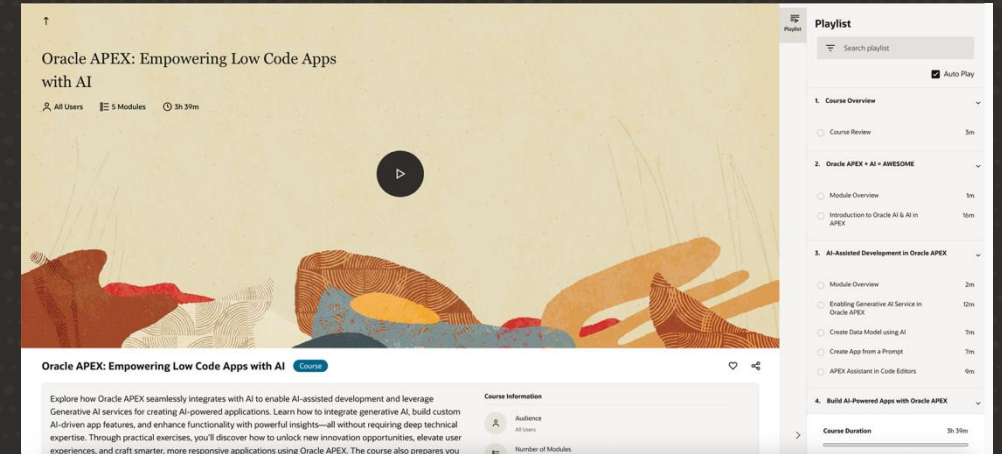 Oracle APEX: Empowering Low Code Apps
with AI
All Users
5 Modules
3h 39m
Oracle APEX: Empowering Low Code Apps with AI
Course
Explore how Oracle APEX seamlessly integrates with AI to enable AI-assisted development and leverage
Generative AI services for creating AI-powered applications. Learn how to integrate generative AI, build custom
AI-driven app features, and enhance functionality with powerful insights—all without requiring deep technical
expertise. Through practical exercises, you'll discover how to unlock new innovation opportunities, elevate user
experiences, and craft smarter, more responsive applications using Oracle APEX. The course also prepares you
Course Information
Audience
All Users
Number of Modules
Playlist
Playlist
Search playlist
Auto Play
1. Course Overview
Course Review 3m
2. Oracle APEX + AI = AWESOME
Module Overview 1m
Introduction to Oracle AI & AI in 16m
APEX
3. AI-Assisted Development in Oracle APEX
Module Overview 2m
Enabling Generative AI Service in 12m
Oracle APEX
Create Data Model using AI 7m
Create App from a Prompt 7m
APEX Assistant in Code Editors 9m
4. Build AI-Powered Apps with Oracle APEX
Course Duration 3h 39m